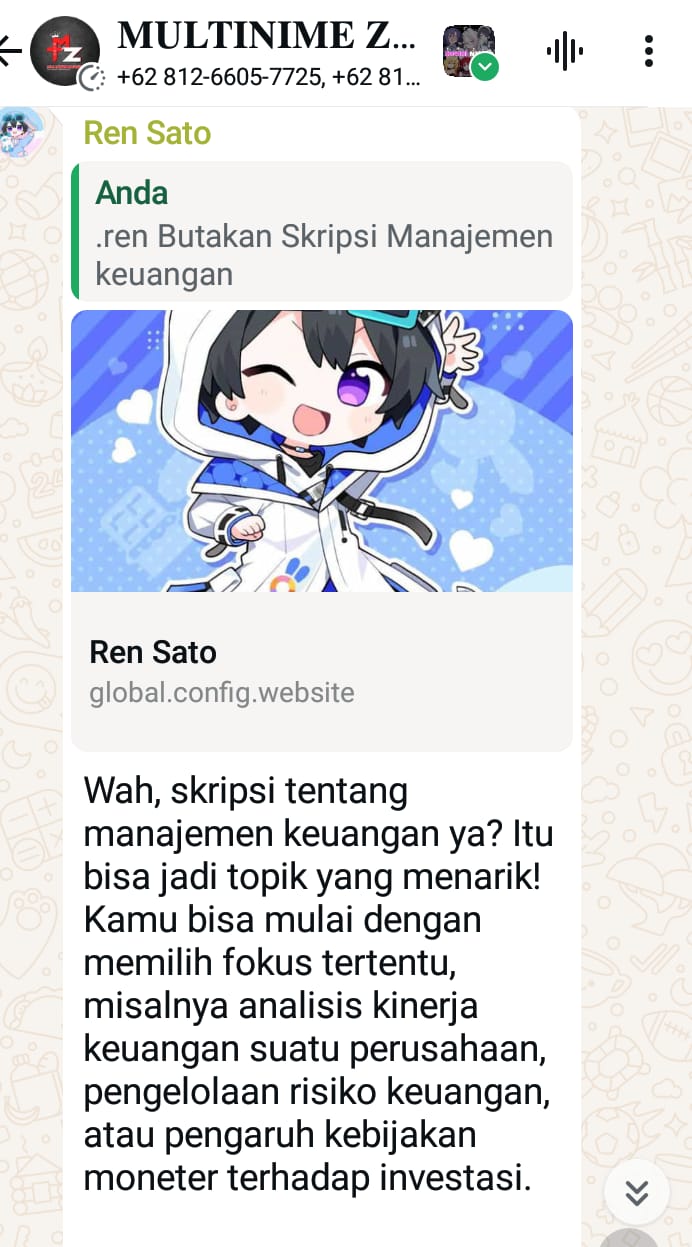 MULTINIME Z...
+62 812-6605-7725, +62 81...
Ren Sato
Anda
.ren Butakan Skripsi Manajemen
keuangan
Ren Sato
global.config.website
Wah, skripsi tentang
manajemen keuangan ya? Itu
bisa jadi topik yang menarik!
Kamu bisa mulai dengan
memilih fokus tertentu,
misalnya analisis kinerja
keuangan suatu perusahaan,
pengelolaan risiko keuangan,
atau pengaruh kebijakan
moneter terhadap investasi.